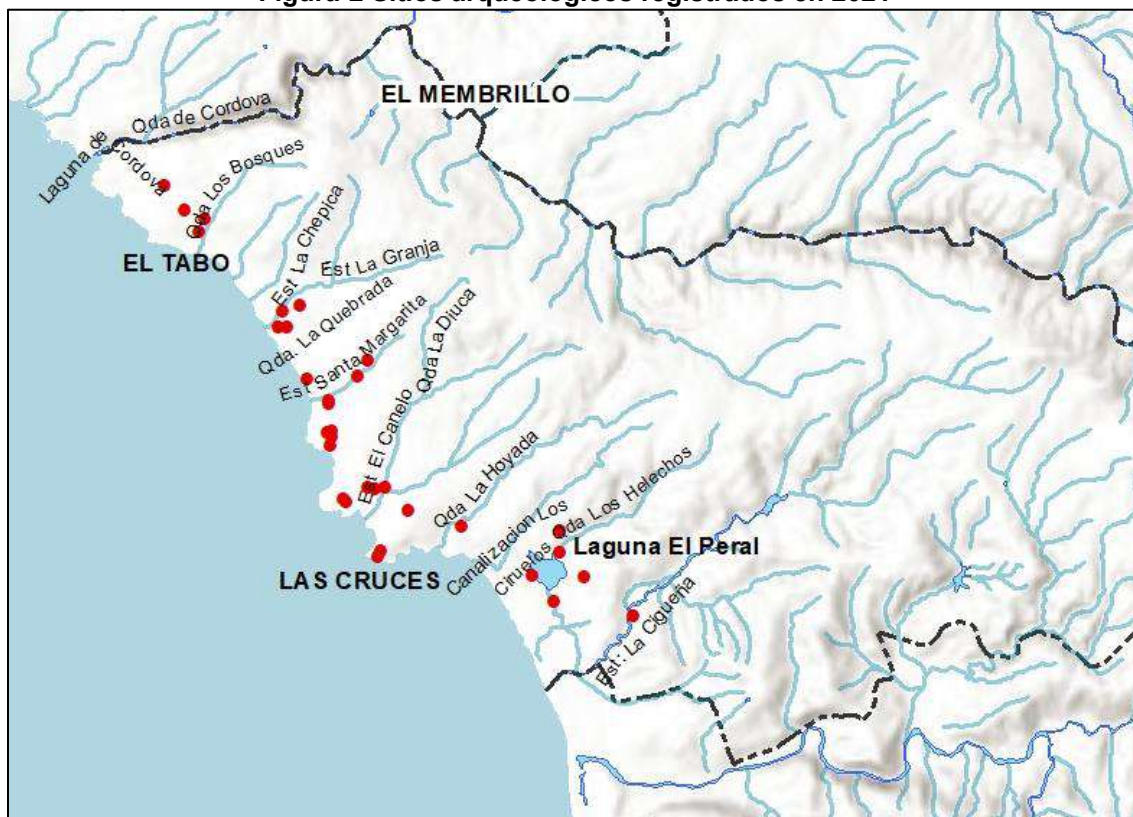 Figura 2 Sitios arqueológicos registrados en 2021
EL MEMBRILLO
Qda de Cordova
Laguna de
Cordova
Qda Los Bosques
EL TABO
Est La Chepica
Est La Granja
Qda. La Quebrada
Est Santa Margarita
Qda La Diuca
Est El Canelo
Qda La Hoyada
Canalizacion Los
Ciruelos
Qda Los Helechos
Laguna El Peral
LAS CRUCES
Est: La Cigueña